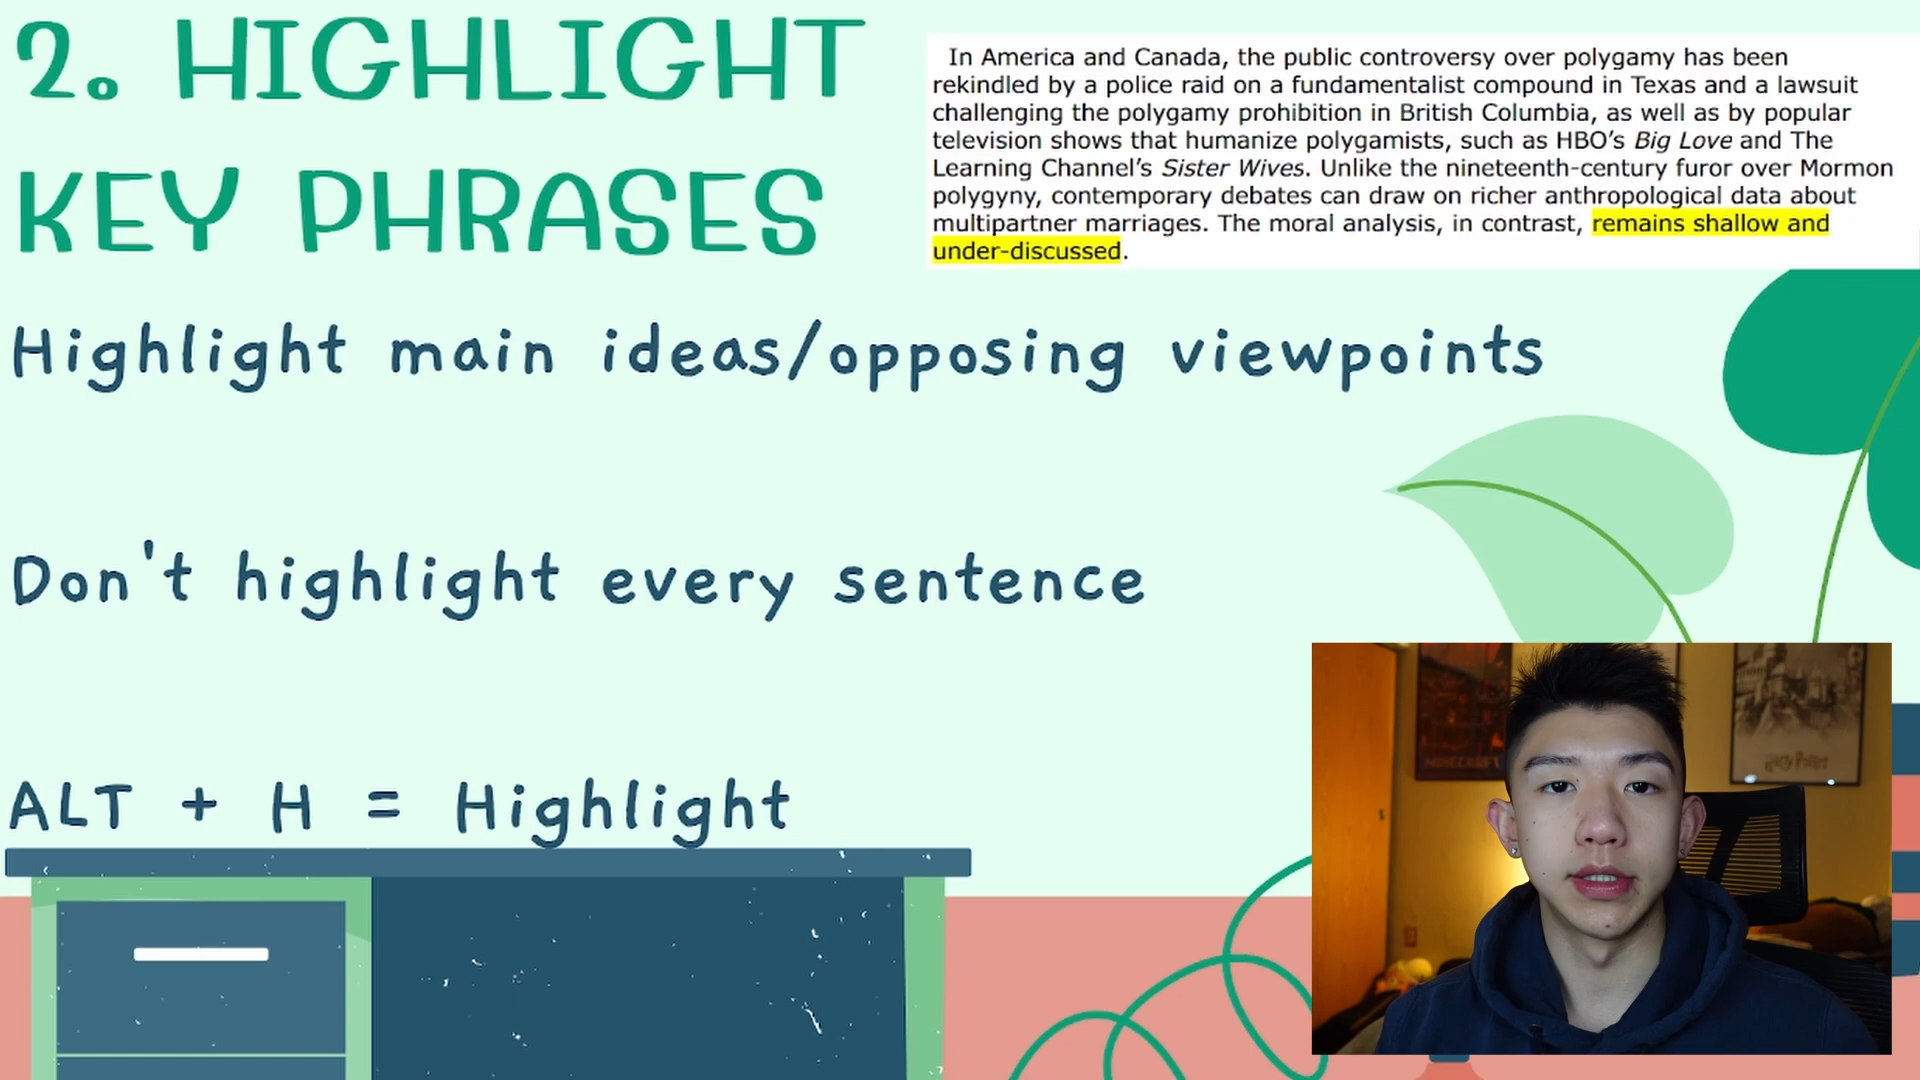 2. HIGHLIGHT
KEY PHRASES
In America and Canada, the public controversy over polygamy has been
rekindled by a police raid on a fundamentalist compound in Texas and a lawsuit
challenging the polygamy prohibition in British Columbia, as well as by popular
television shows that humanize polygamists, such as HBO’s Big Love and The
Learning Channel’s Sister Wives. Unlike the nineteenth-century furor over Mormon
polygyny, contemporary debates can draw on richer anthropological data about
multipartner marriages. The moral analysis, in contrast, remains shallow and
under-discussed.
Highlight main ideas/opposing viewpoints
Don't highlight every sentence
ALT + H = Highlight
MINECRAFT
Harry Potter